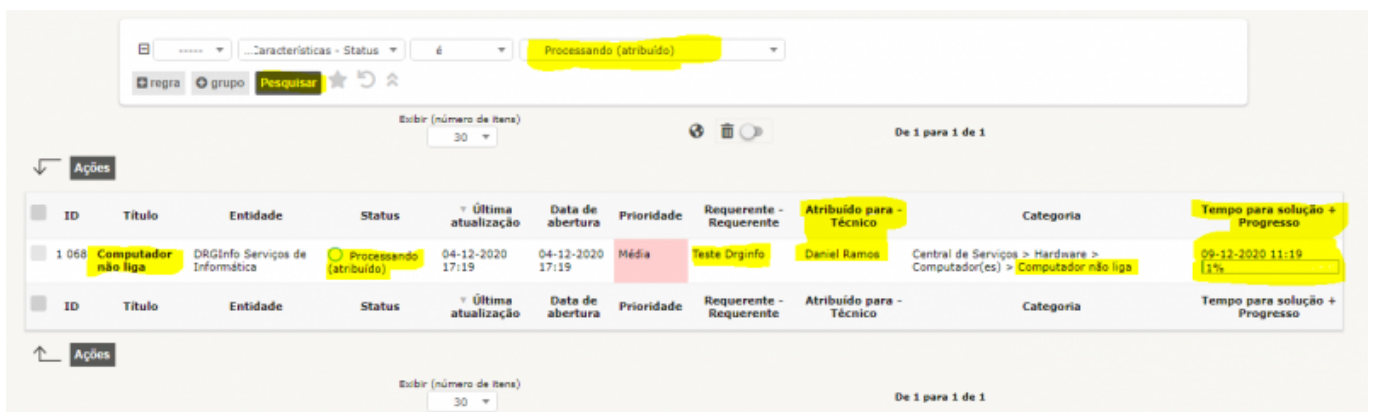 ----- ...Características - Status é Processando (atribuído)
regra grupo Pesquisar
Exibir (número de itens)
30
De 1 para 1 de 1
Ações
ID Título Entidade Status Última atualização Data de abertura Prioridade Requerente - Requerente Atribuído para - Técnico Categoria Tempo para solução + Progresso
1 068 Computador não liga DRGInfo Serviços de Informática Processando (atribuído) 04-12-2020 17:19 04-12-2020 17:19 Média Teste Drginfo Daniel Ramos Central de Serviços > Hardware > Computador(es) > Computador não liga 09-12-2020 11:19 1%
ID Título Entidade Status Última atualização Data de abertura Prioridade Requerente - Requerente Atribuído para - Técnico Categoria Tempo para solução + Progresso
Ações
Exibir (número de itens)
30
De 1 para 1 de 1